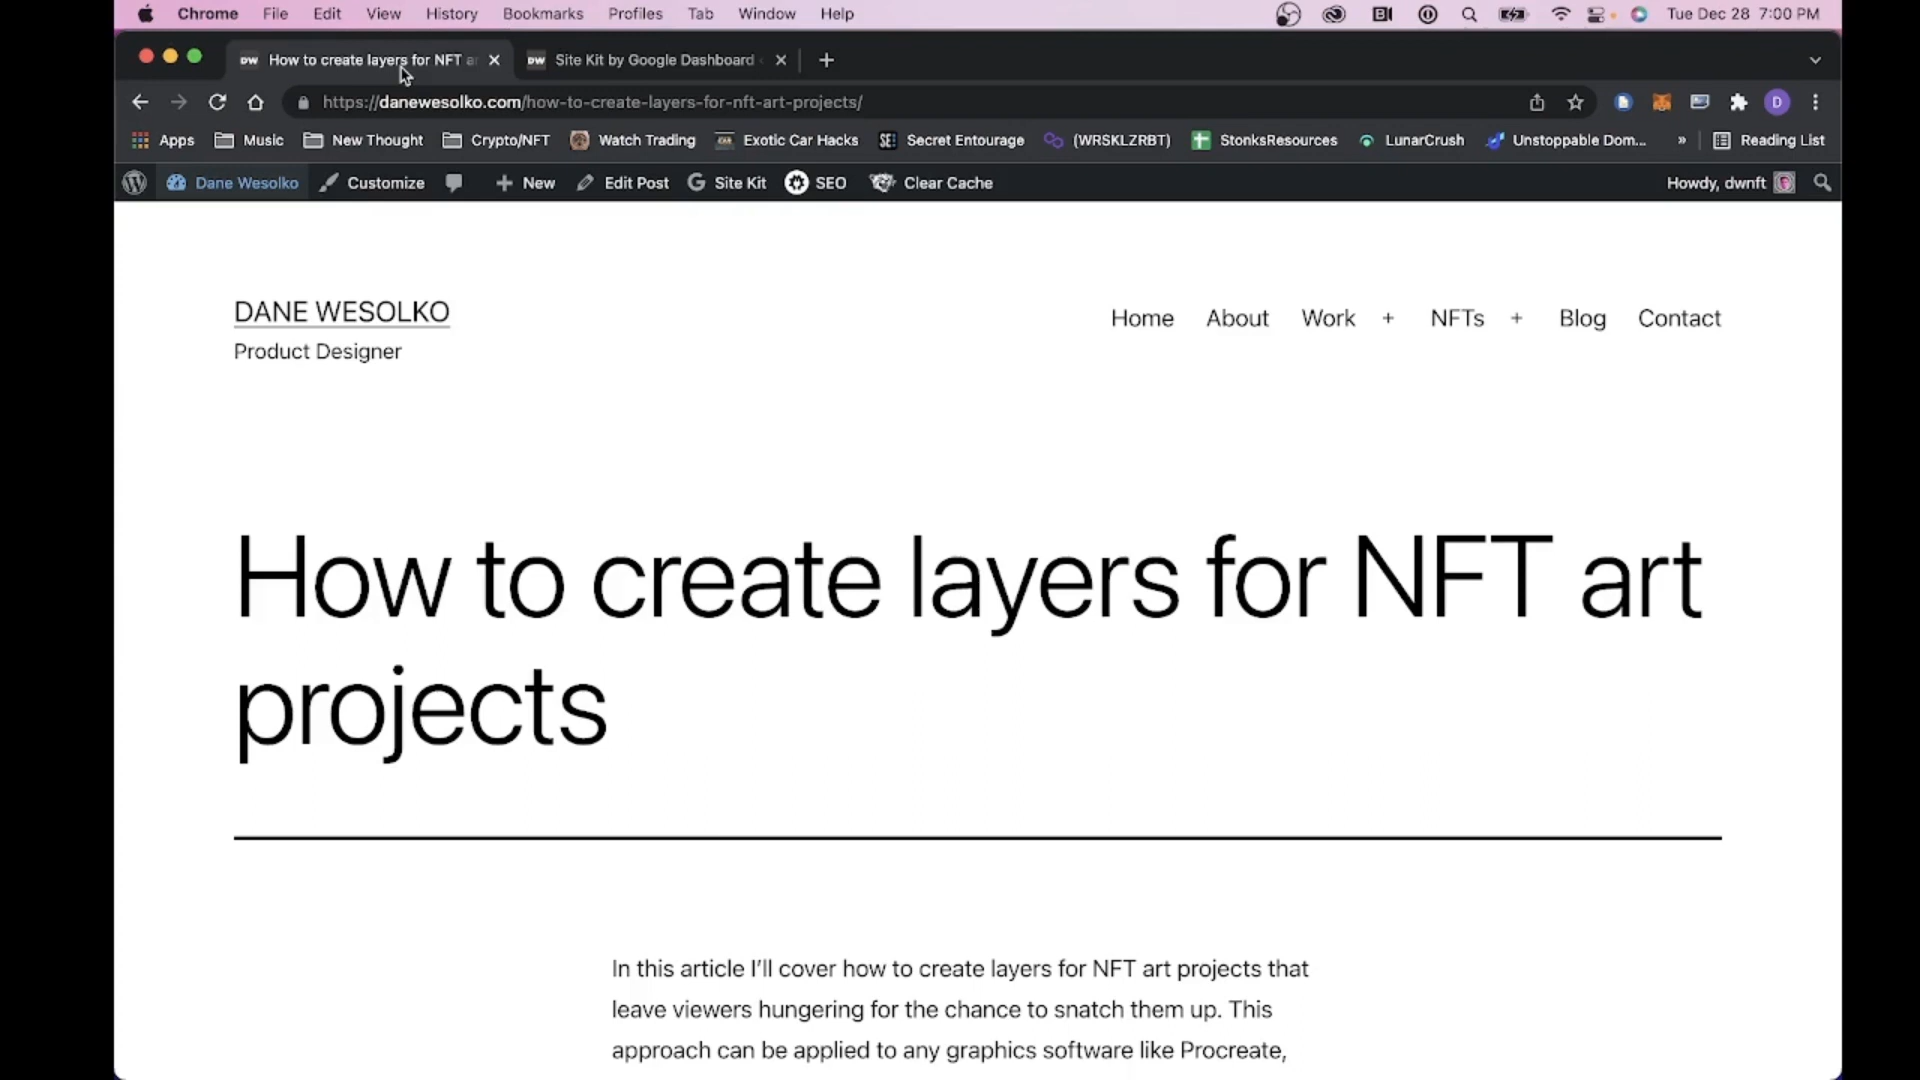 Chrome File Edit View History Bookmarks Profiles Tab Window Help Tue Dec 28 7:00 PM
DW How to create layers for NFT DW Site Kit by Google Dashboard
https://danewesolko.com/how-to-create-layers-for-nft-art-projects/ D
Apps Music New Thought Crypto/NFT Watch Trading Exotic Car Hacks SE Secret Entourage (WRSKLZRBT) StonksResources LunarCrush Unstoppable Dom... » Reading List
Dane Wesolko Customize + New Edit Post G Site Kit SEO Clear Cache Howdy, dwnft
DANE WESOLKO
Product Designer
Home About Work + NFTs + Blog Contact
How to create layers for NFT art
projects
In this article I'll cover how to create layers for NFT art projects that
leave viewers hungering for the chance to snatch them up. This
approach can be applied to any graphics software like Procreate,